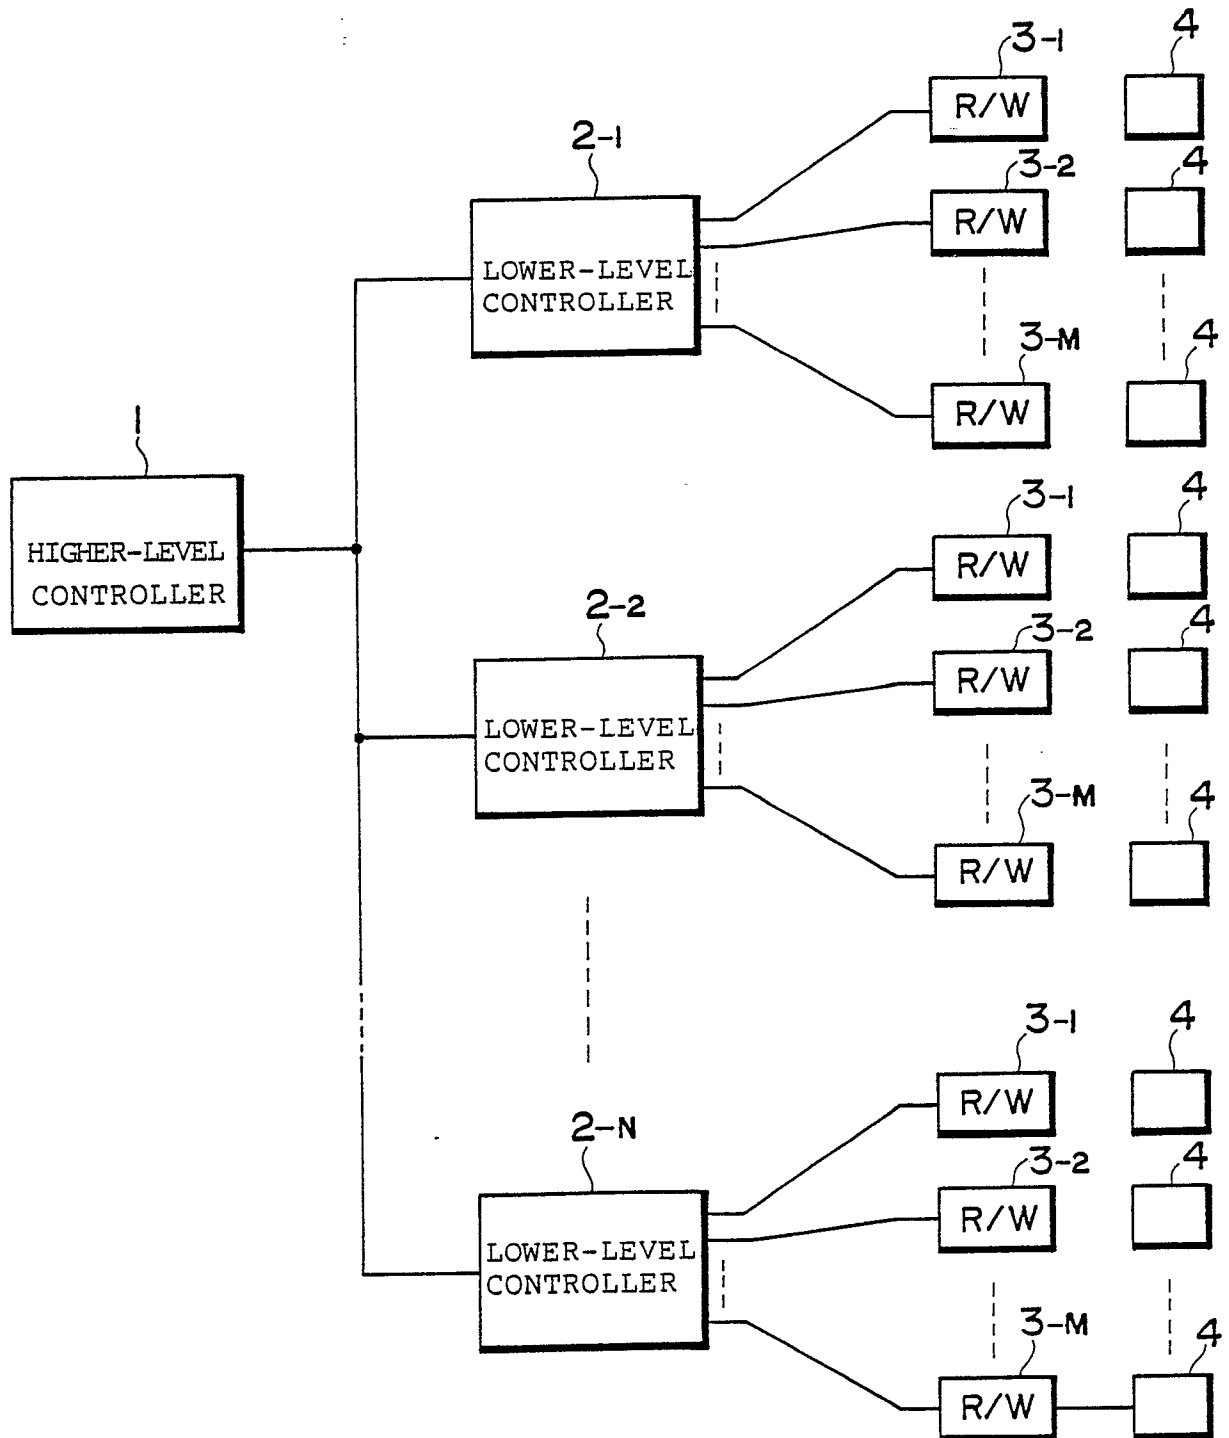 3-1 4
R/W
2-1
3-2 4
R/W
LOWER-LEVEL
CONTROLLER
3-M 4
R/W
1
HIGHER-LEVEL
CONTROLLER
3-1 4
R/W
2-2
3-2 4
R/W
LOWER-LEVEL
CONTROLLER
3-M 4
R/W
3-1 4
R/W
2-N
3-2 4
R/W
LOWER-LEVEL
CONTROLLER
3-M 4
R/W